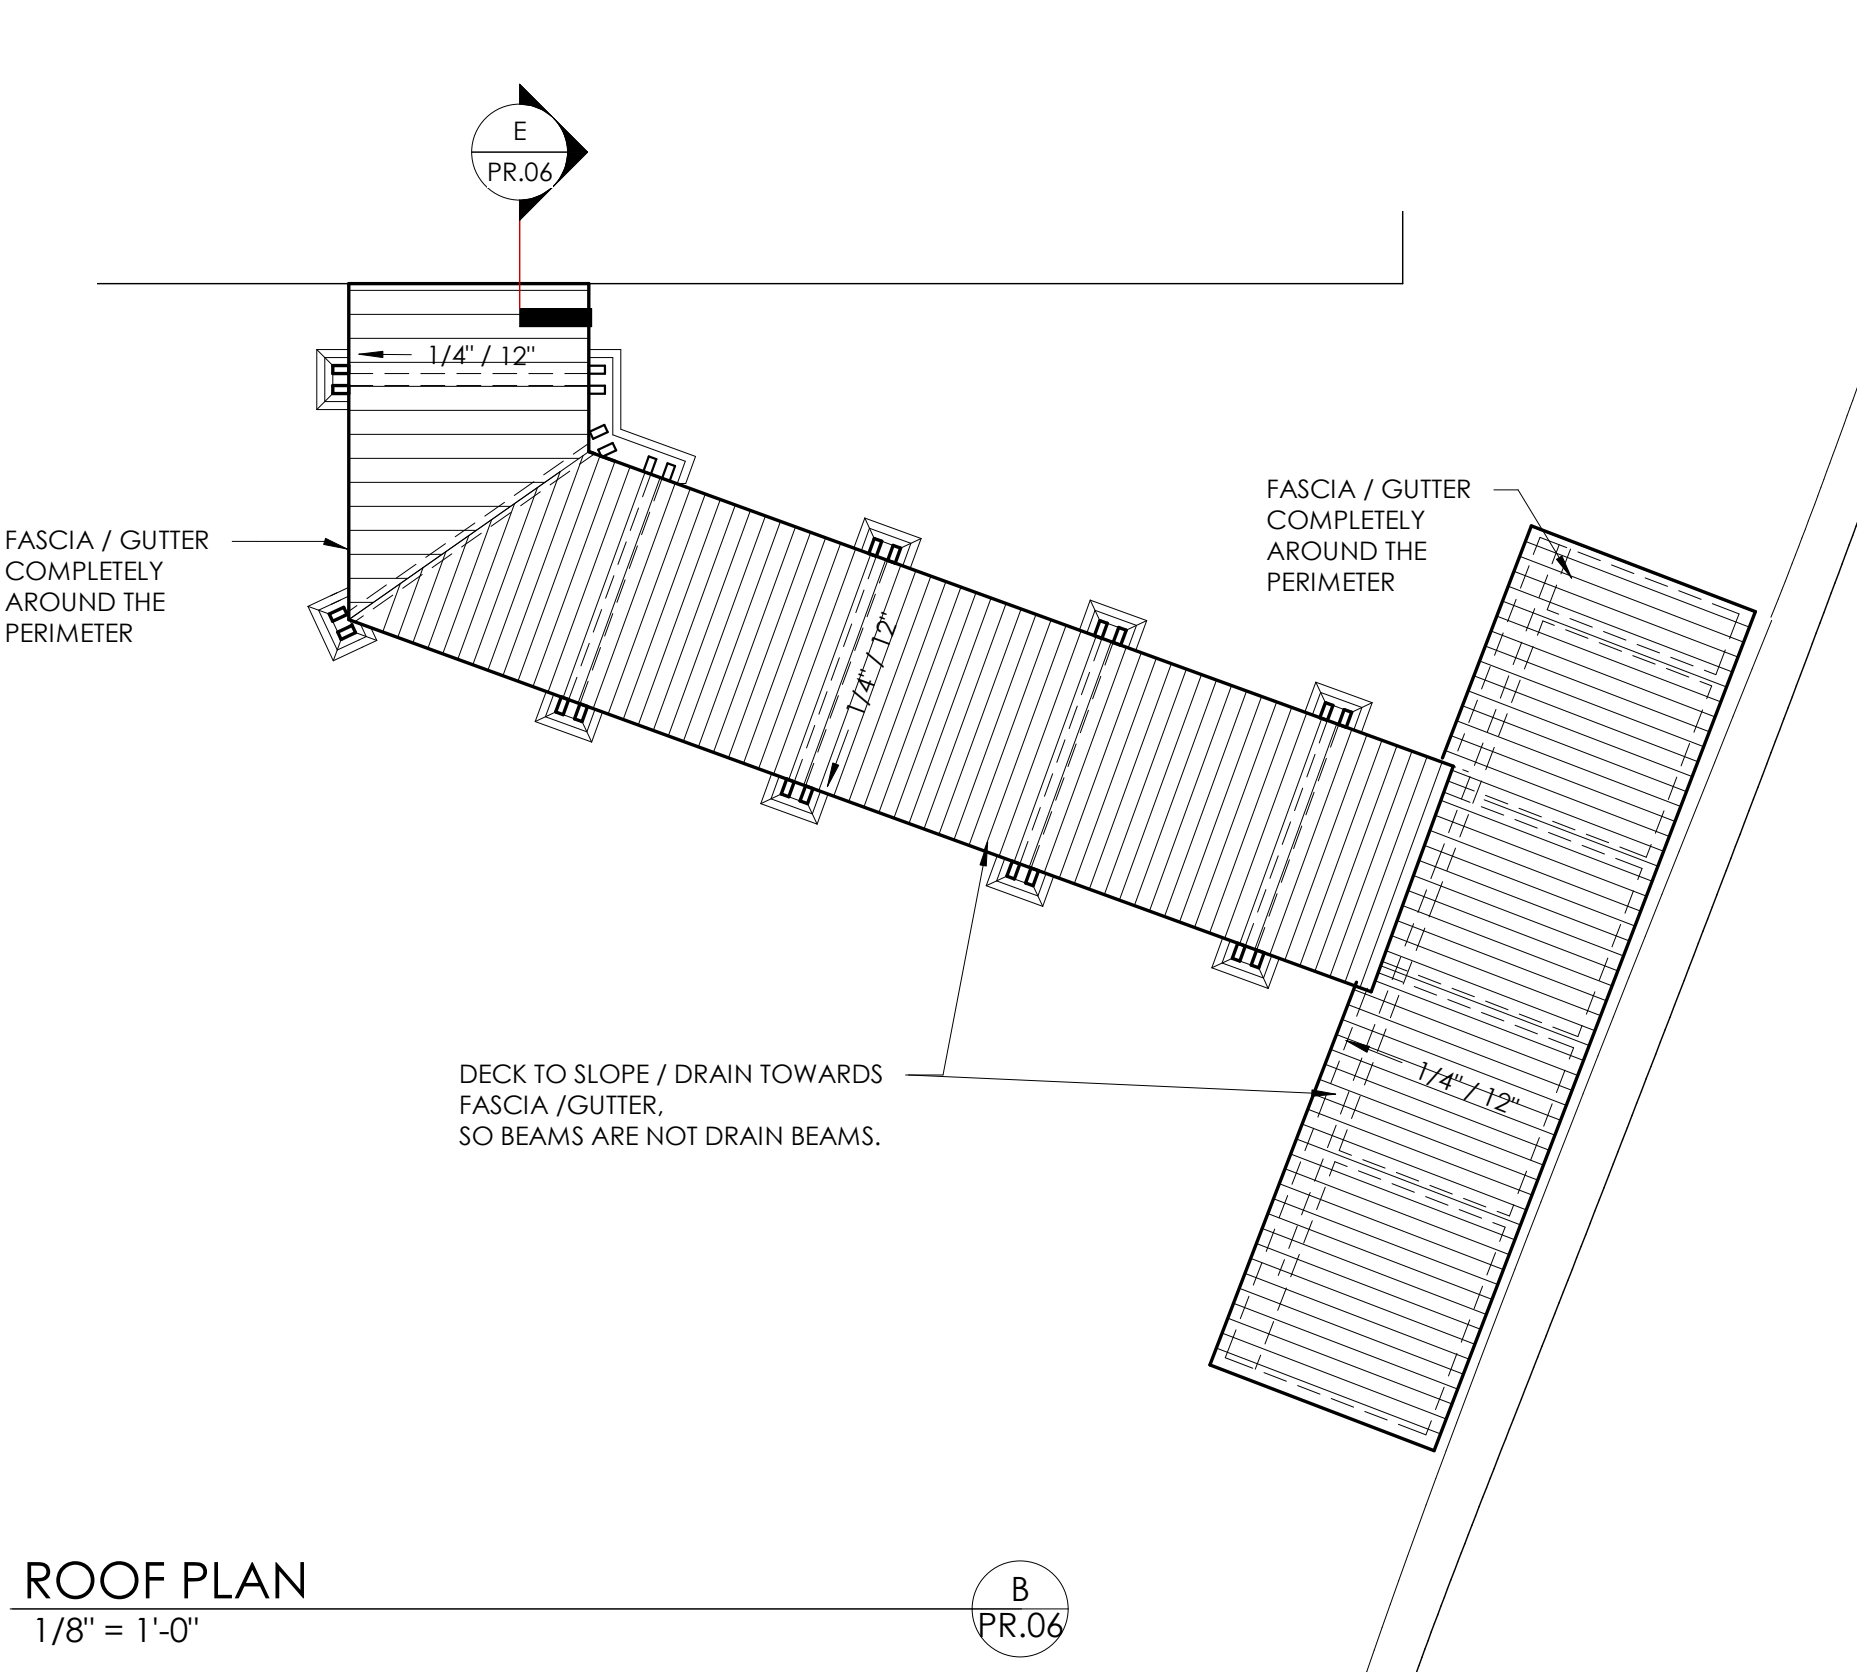 E
PR.06
1/4" / 12"
FASCIA / GUTTER
COMPLETELY
AROUND THE
PERIMETER
FASCIA / GUTTER
COMPLETELY
AROUND THE
PERIMETER
1/4" / 12"
DECK TO SLOPE / DRAIN TOWARDS
FASCIA /GUTTER,
SO BEAMS ARE NOT DRAIN BEAMS.
1/4" / 12"
ROOF PLAN
1/8" = 1'-0"
B
PR.06